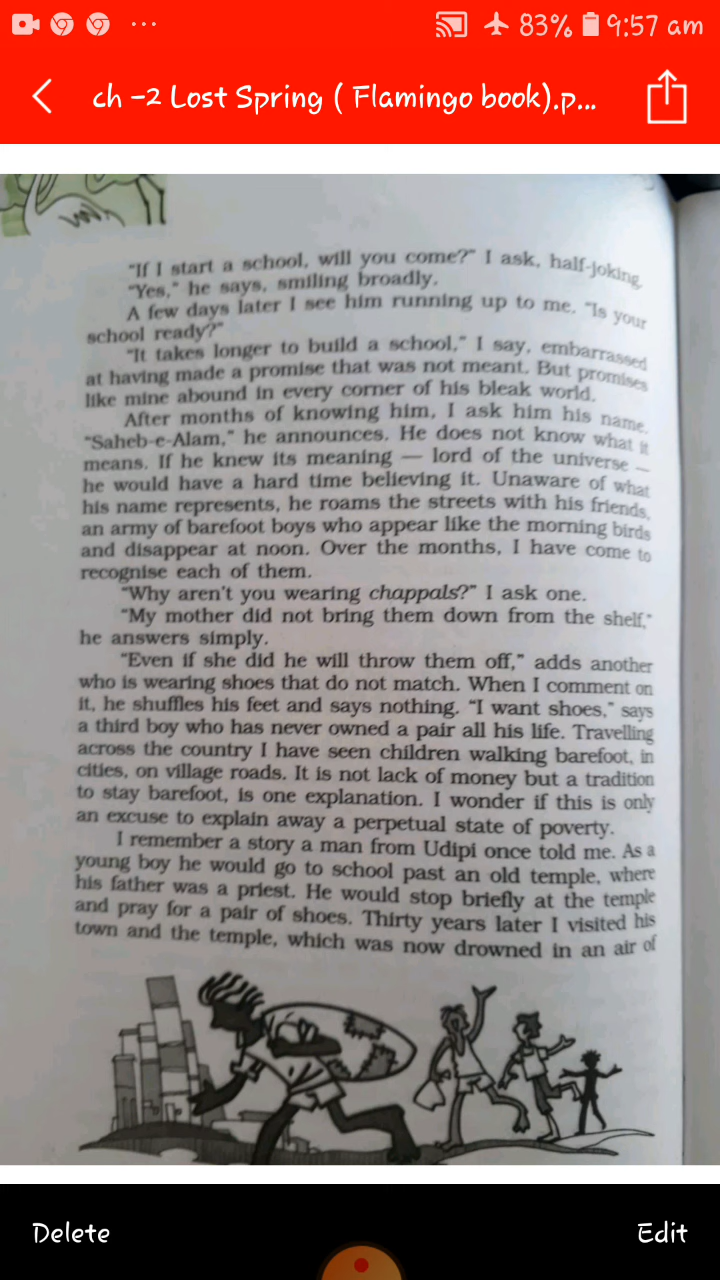 83% 9:57 am
ch -2 Lost Spring ( Flamingo book).p...
"If I start a school, will you come?" I ask, half-joking.
"Yes," he says, smiling broadly.
A few days later I see him running up to me. "Is your
school ready?"
"It takes longer to build a school," I say, embarrassed
at having made a promise that was not meant. But promises
like mine abound in every corner of his bleak world.
After months of knowing him, I ask him his name.
"Saheb-e-Alam," he announces. He does not know what it
means. If he knew its meaning — lord of the universe —
he would have a hard time believing it. Unaware of what
his name represents, he roams the streets with his friends,
an army of barefoot boys who appear like the morning birds
and disappear at noon. Over the months, I have come to
recognise each of them.
"Why aren't you wearing chappals?" I ask one.
"My mother did not bring them down from the shelf,"
he answers simply.
"Even if she did he will throw them off," adds another
who is wearing shoes that do not match. When I comment on
it, he shuffles his feet and says nothing. "I want shoes," says
a third boy who has never owned a pair all his life. Travelling
across the country I have seen children walking barefoot, in
cities, on village roads. It is not lack of money but a tradition
to stay barefoot, is one explanation. I wonder if this is only
an excuse to explain away a perpetual state of poverty.
I remember a story a man from Udipi once told me. As a
young boy he would go to school past an old temple, where
his father was a priest. He would stop briefly at the temple
and pray for a pair of shoes. Thirty years later I visited his
town and the temple, which was now drowned in an air of
Delete Edit